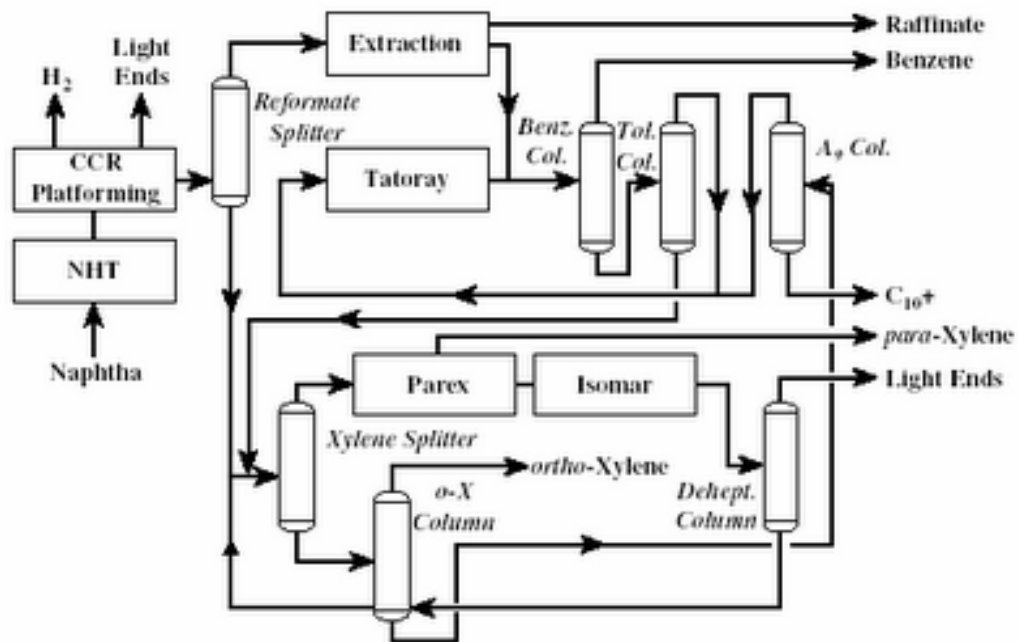 Extraction
Raffinate
Benzene
Light
Ends
H2
Reformate
Splitter
Benz.
Col.
Tol.
Col.
A9 Col.
CCR
Platforming
Tatoray
NHT
C10+
para-Xylene
Naphtha
Parex
Isomar
Light Ends
Xylene Splitter
ortho-Xylene
o-X
Column
Dehept.
Column